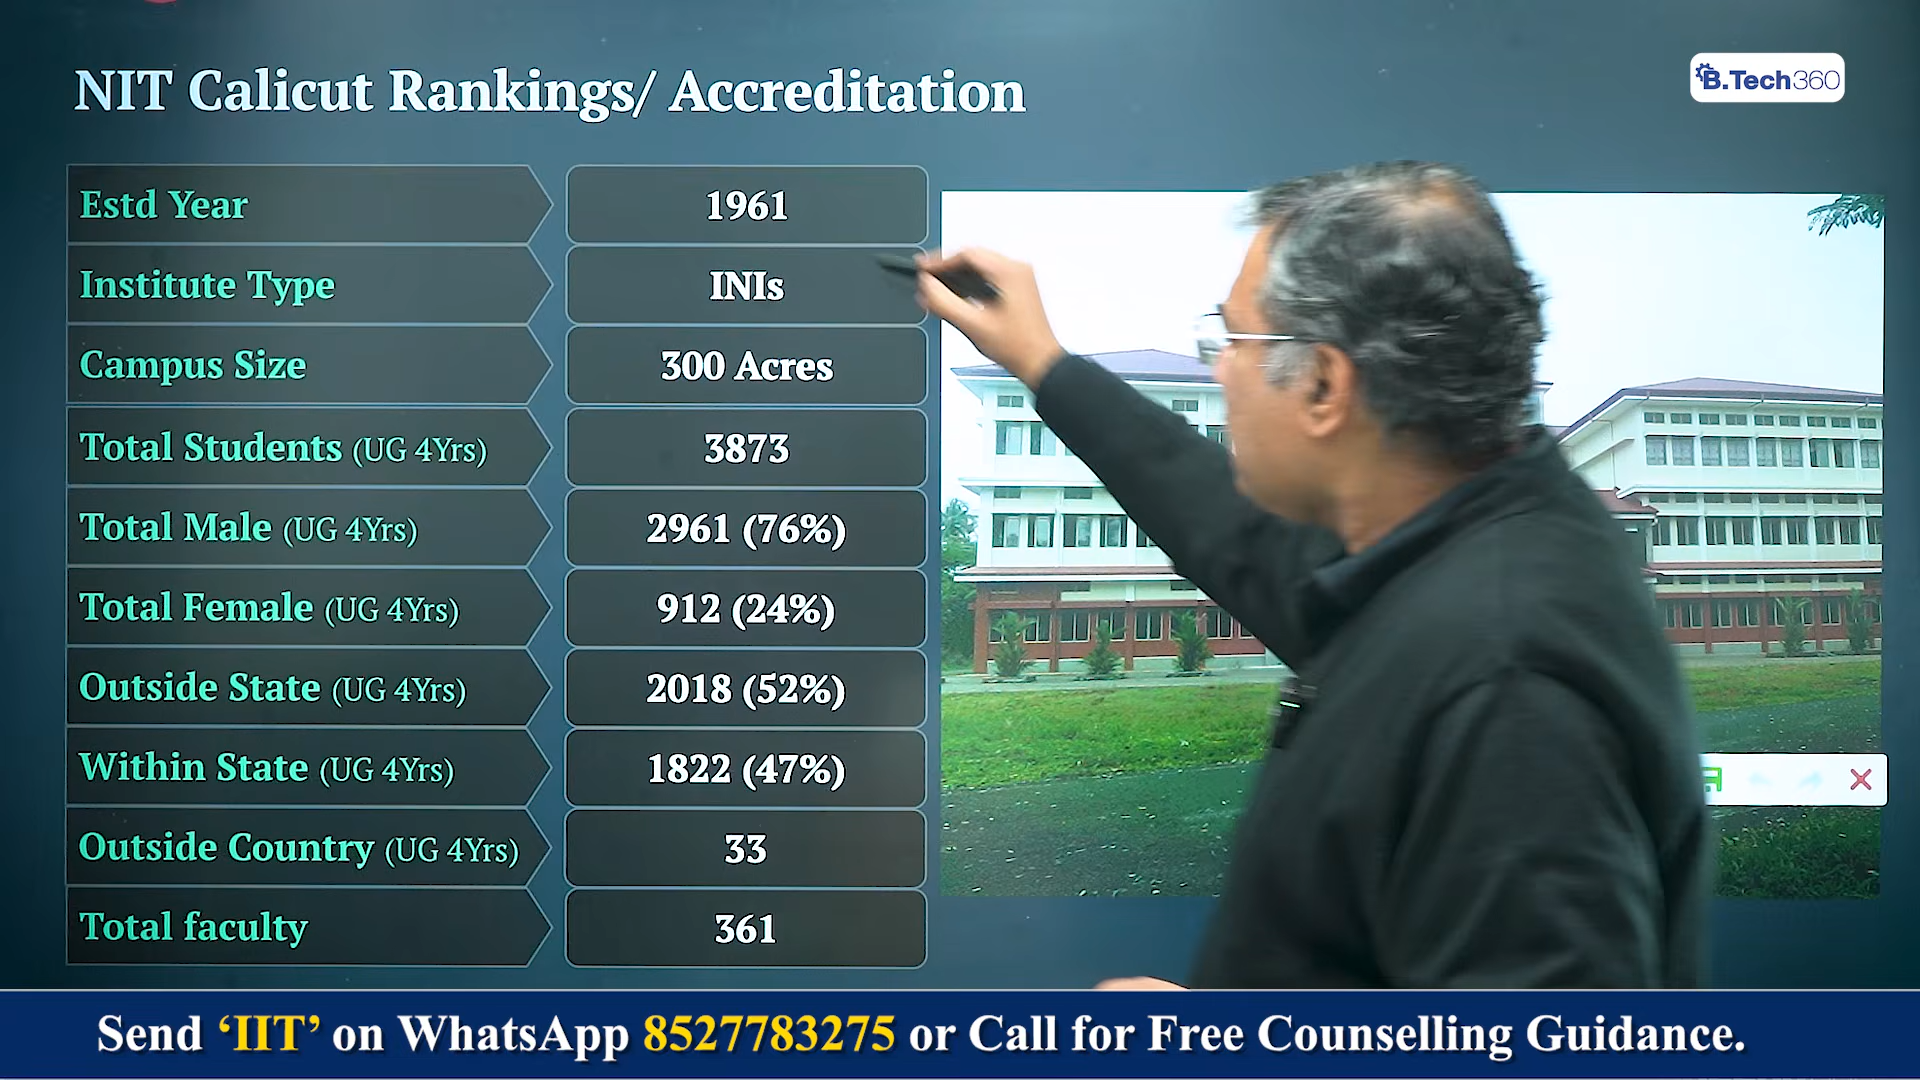 NIT Calicut Rankings/ Accreditation
B.Tech360
Estd Year 1961
Institute Type INIs
Campus Size 300 Acres
Total Students (UG 4Yrs) 3873
Total Male (UG 4Yrs) 2961 (76%)
Total Female (UG 4Yrs) 912 (24%)
Outside State (UG 4Yrs) 2018 (52%)
Within State (UG 4Yrs) 1822 (47%)
Outside Country (UG 4Yrs) 33
Total faculty 361
Send ‘IIT’ on WhatsApp 8527783275 or Call for Free Counselling Guidance.